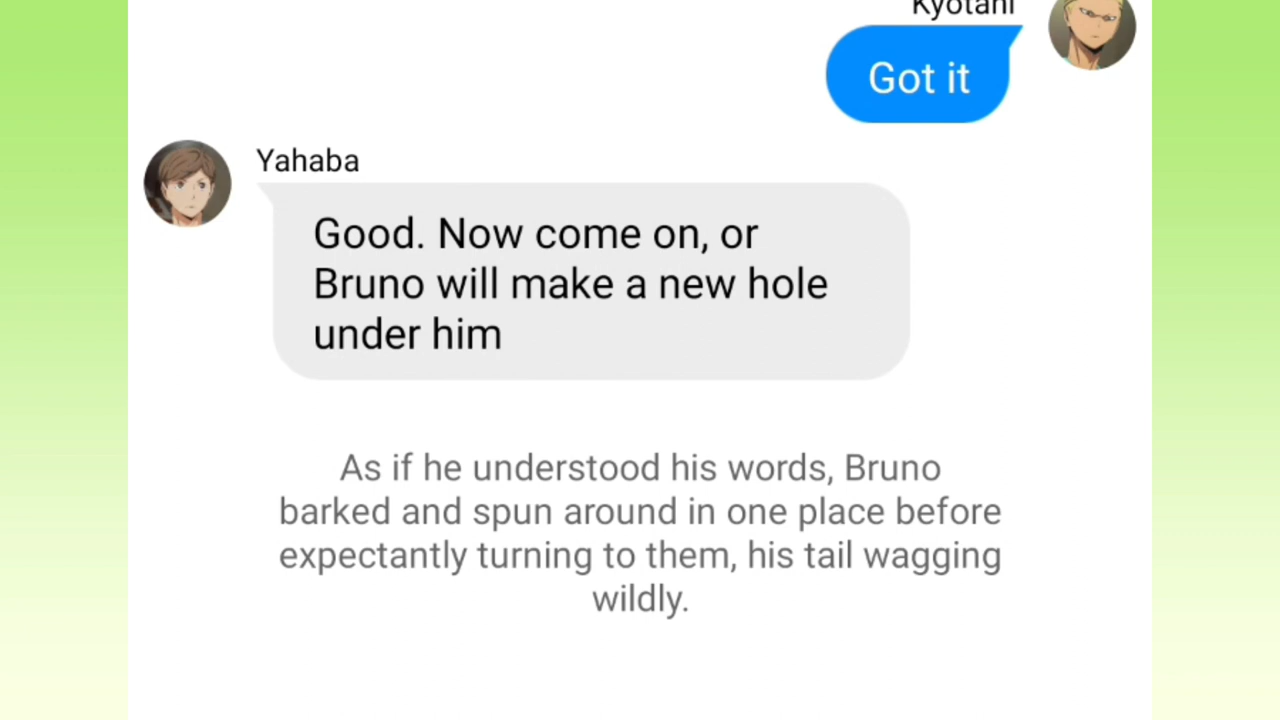 Kyotani
Got it
Yahaba
Good. Now come on, or
Bruno will make a new hole
under him
As if he understood his words, Bruno
barked and spun around in one place before
expectantly turning to them, his tail wagging
wildly.